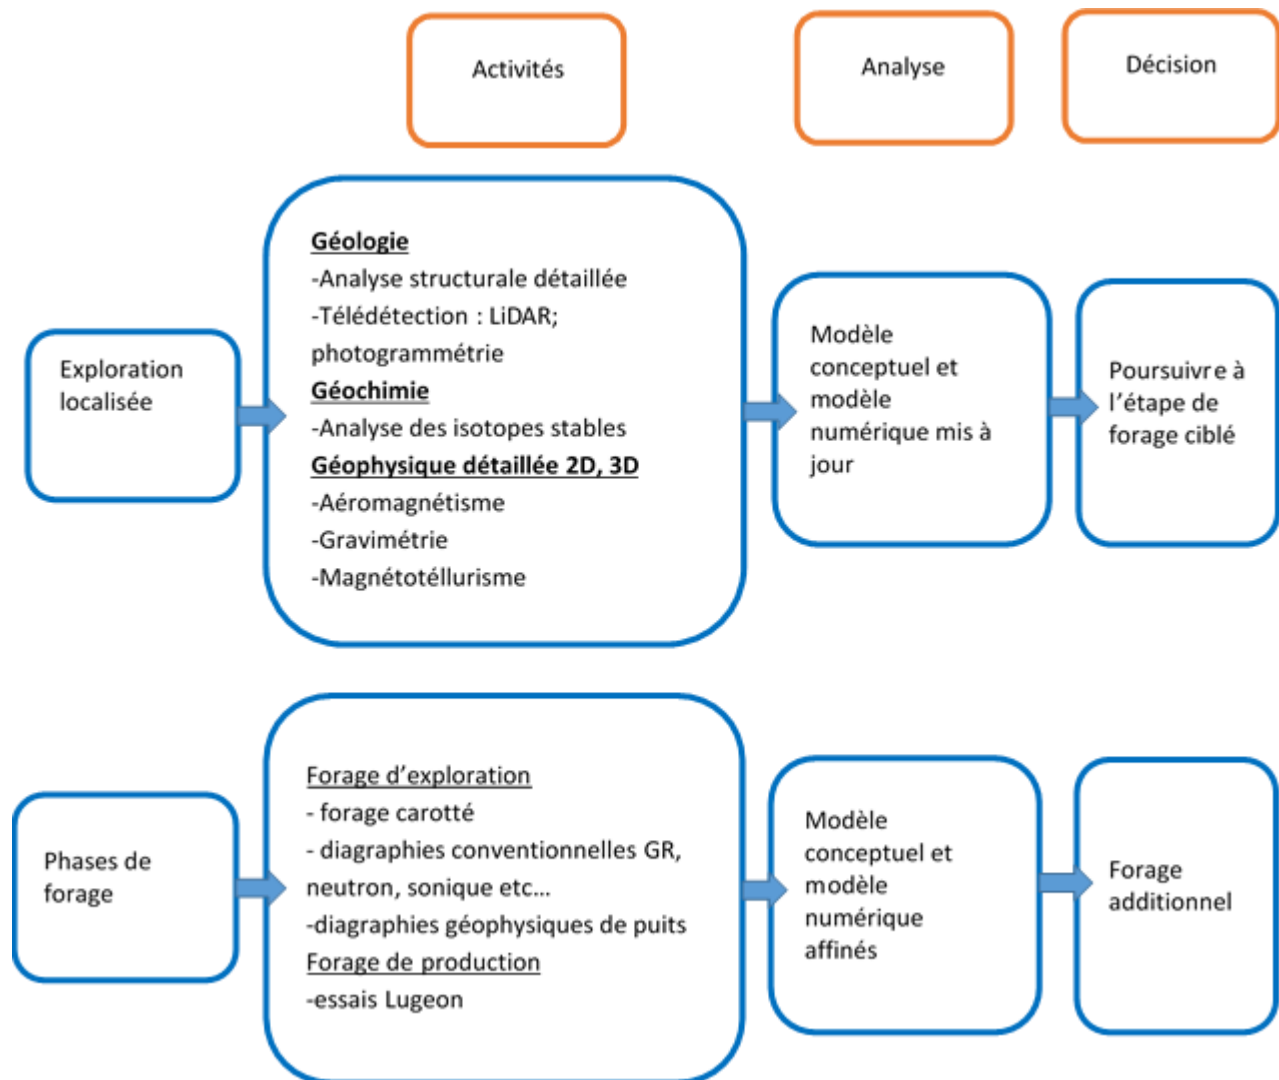 Activités
Analyse
Décision
Exploration
localisée
Géologie
-Analyse structurale détaillée
-Télédétection : LiDAR;
photogrammétrie
Géochimie
-Analyse des isotopes stables
Géophysique détaillée 2D, 3D
-Aéromagnétisme
-Gravimétrie
-Magnétotéllurisme
Modèle
conceptuel et
modèle
numérique mis à
jour
Poursuivre à
l’étape de
forage ciblé
Phases de
forage
Forage d’exploration
- forage carotté
- diagraphies conventionnelles GR,
neutron, sonique etc…
-diagraphies géophysiques de puits
Forage de production
-essais Lugeon
Modèle
conceptuel et
modèle
numérique
affinés
Forage
additionnel